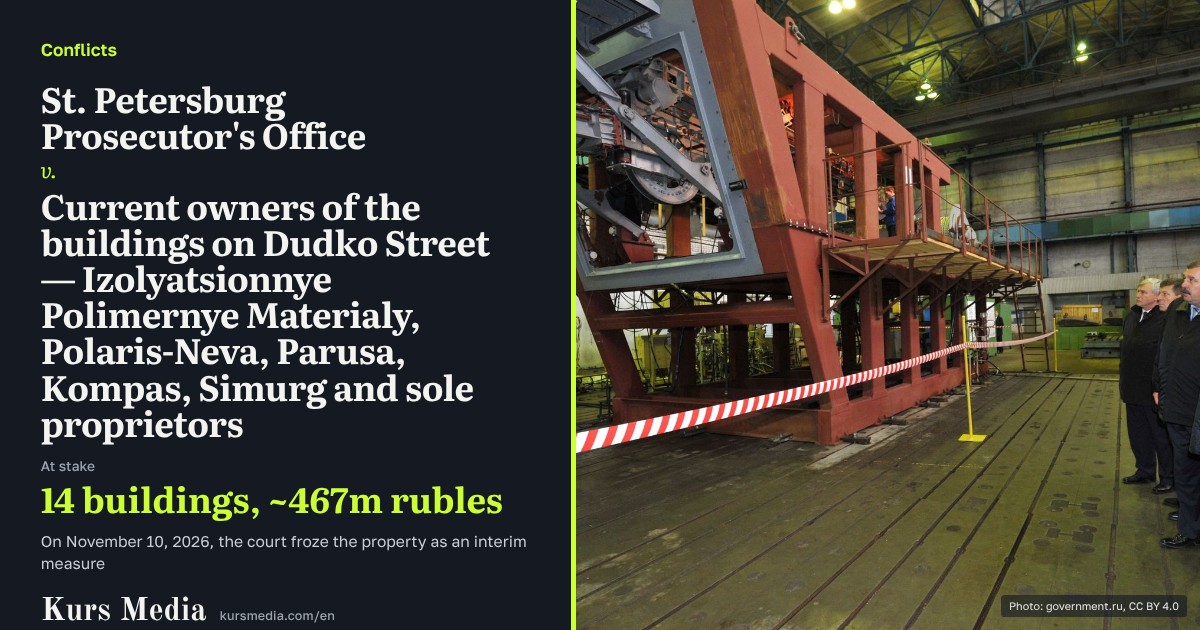 Conflicts
St. Petersburg
Prosecutor's Office
v.
Current owners of the
buildings on Dudko Street
— Izolyatsionnye
Polimernye Materialy,
Polaris-Neva, Parusa,
Kompas, Simurg and sole
proprietors
At stake
14 buildings, ~467m rubles
On November 10, 2026, the court froze the property as an interim
measure
Kurs Media kursmedia.com/en
Photo: government.ru, CC BY 4.0